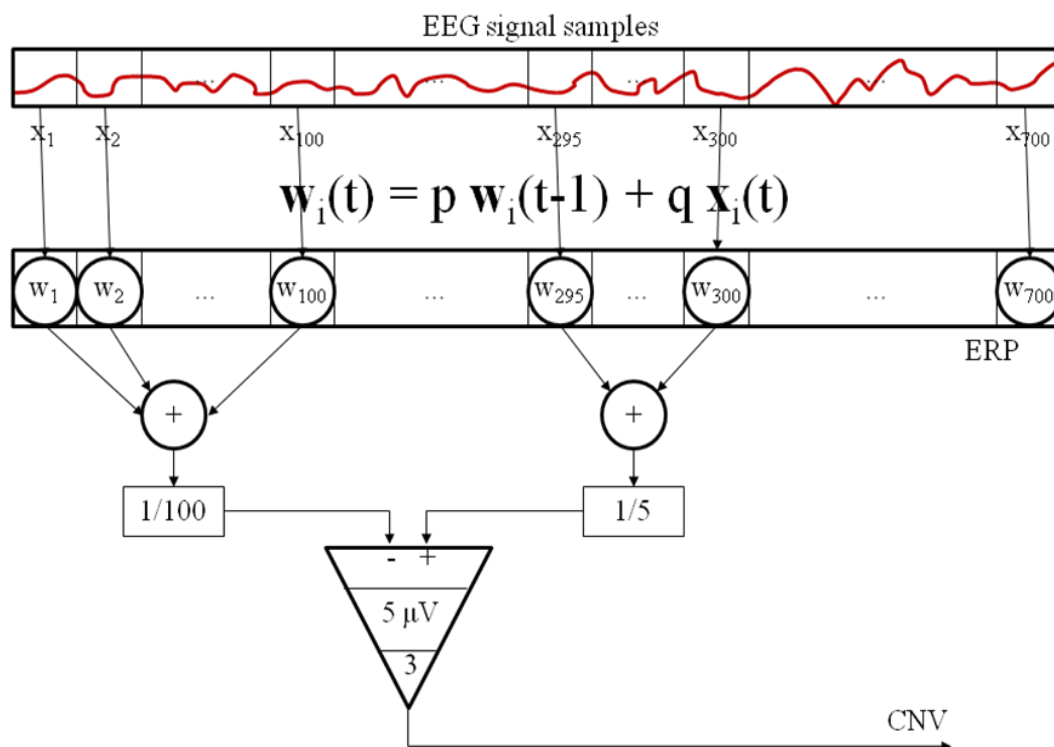 EEG signal samples
... ... ... ...
x1 x2 x100 x295 x300 x700
wi(t) = p wi(t-1) + q xi(t)
w1 w2 ... w100 ... w295 ... w300 ... w700
ERP
+ +
1/100 1/5
- +
5 µV
3
CNV